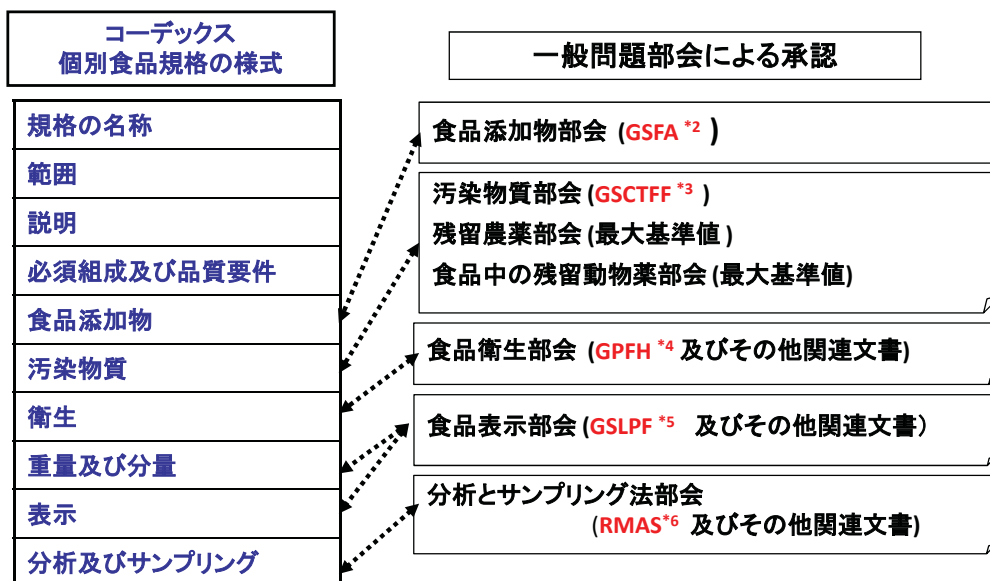 コーデックス
個別食品規格の様式
規格の名称
範囲
説明
必須組成及び品質要件
食品添加物
汚染物質
衛生
重量及び分量
表示
分析及びサンプリング
一般問題部会による承認
食品添加物部会 (GSFA *2 )
汚染物質部会 (GSCTFF *3 )
残留農薬部会 (最大基準値 )
食品中の残留動物薬部会 (最大基準値)
食品衛生部会 (GPFH *4 及びその他関連文書)
食品表示部会 (GSLPF *5 及びその他関連文書)
分析とサンプリング法部会
(RMAS*6 及びその他関連文書)